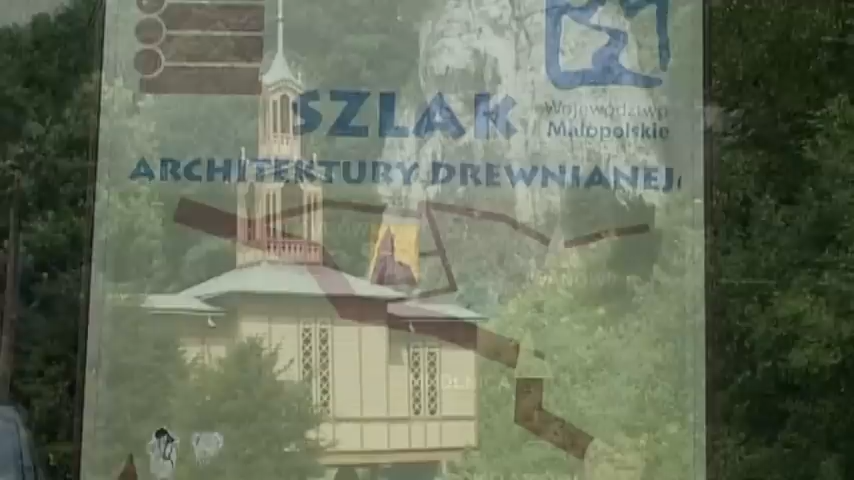 SZLAK
Województwo
Małopolskie
ARCHITEKTURY DREWNIANEJ